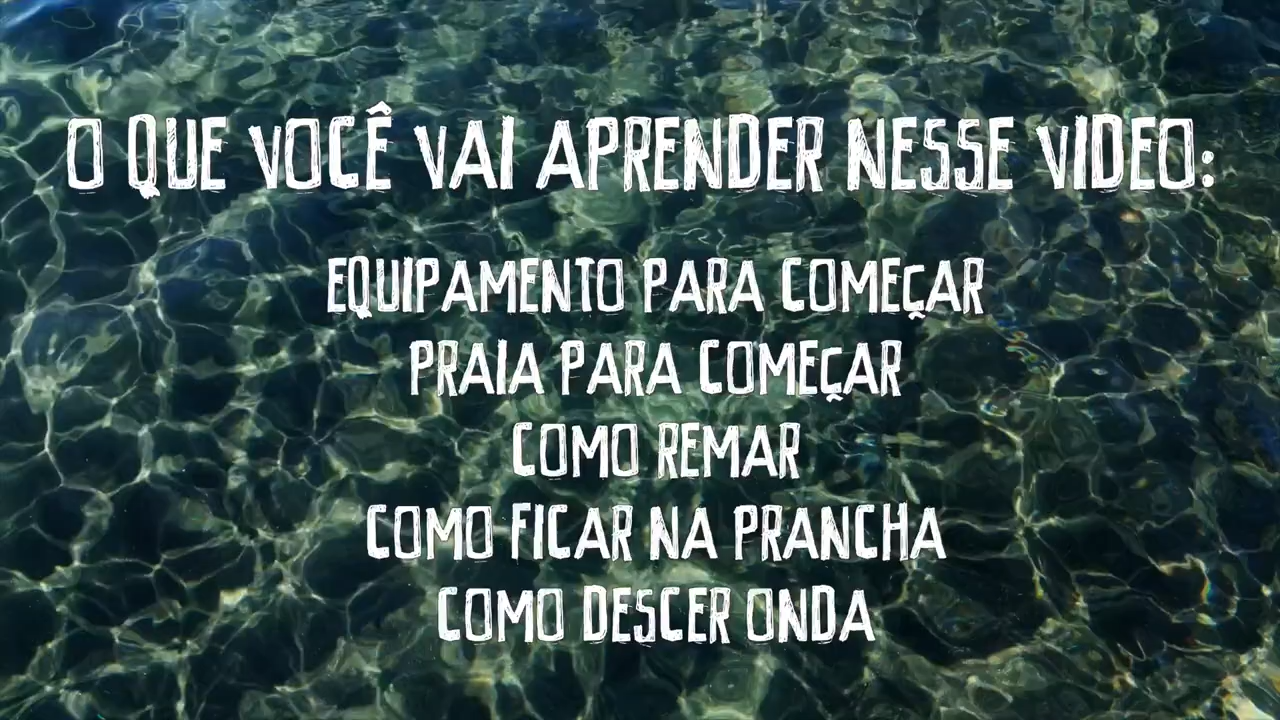 O QUE VOCÊ VAI APRENDER NESSE VIDEO:
EQUIPAMENTO PARA COMEÇAR
PRAIA PARA COMEÇAR
COMO REMAR
COMO FICAR NA PRANCHA
COMO DESCER ONDA